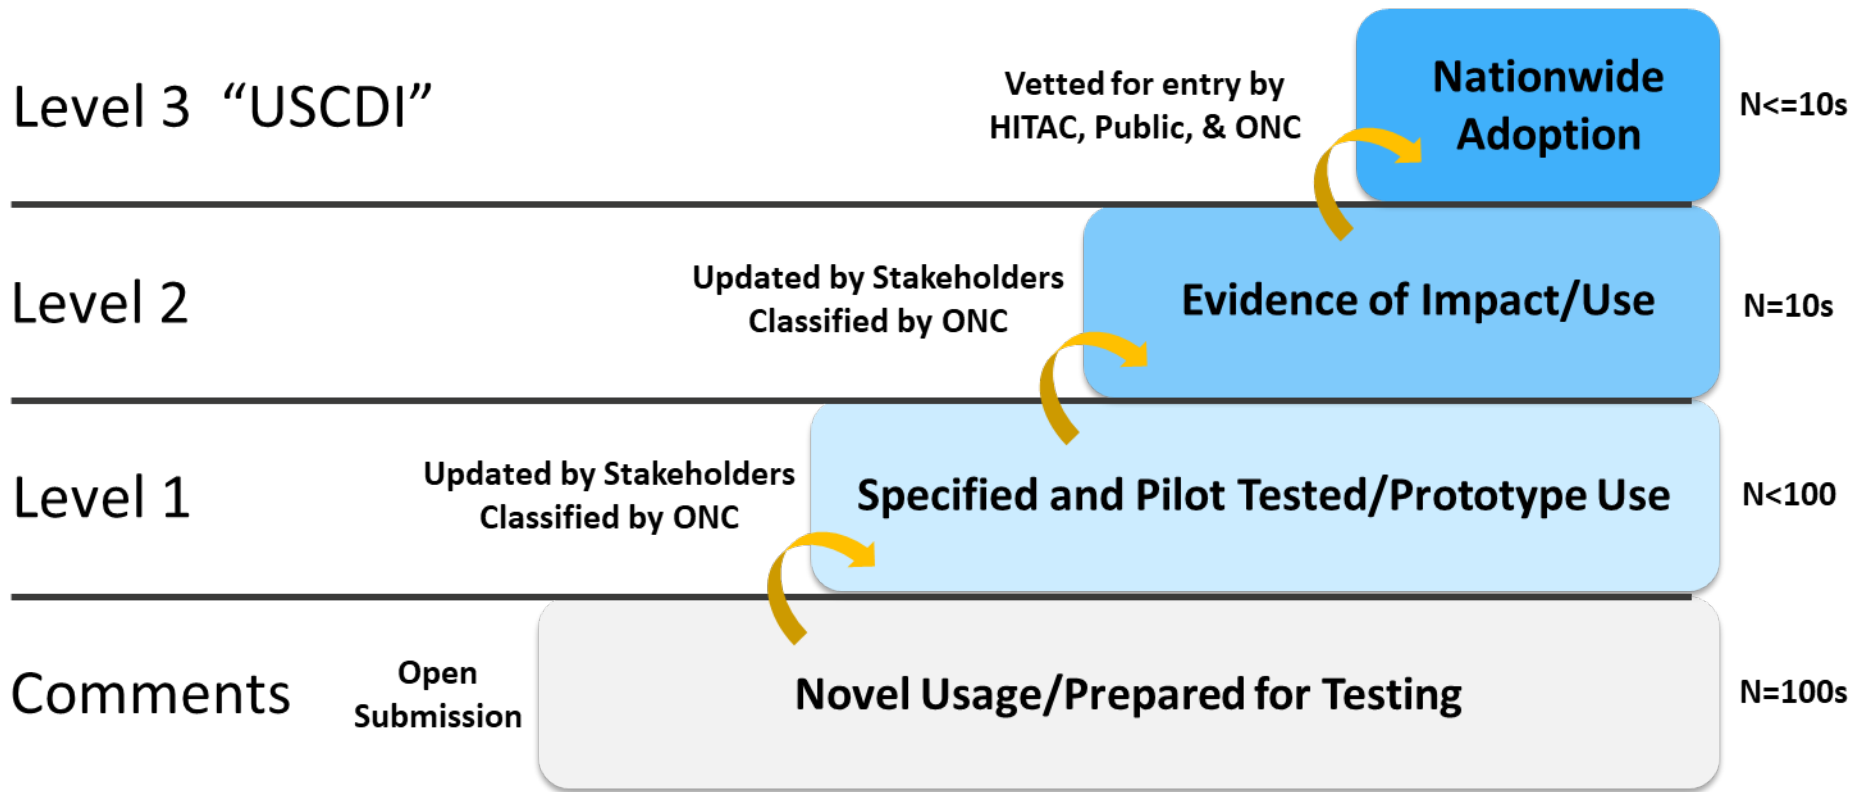 Level 3 “USCDI”
Vetted for entry by
HITAC, Public, & ONC
Nationwide
Adoption
N<=10s
Level 2
Updated by Stakeholders
Classified by ONC
Evidence of Impact/Use
N=10s
Level 1
Updated by Stakeholders
Classified by ONC
Specified and Pilot Tested/Prototype Use
N<100
Comments
Open
Submission
Novel Usage/Prepared for Testing
N=100s